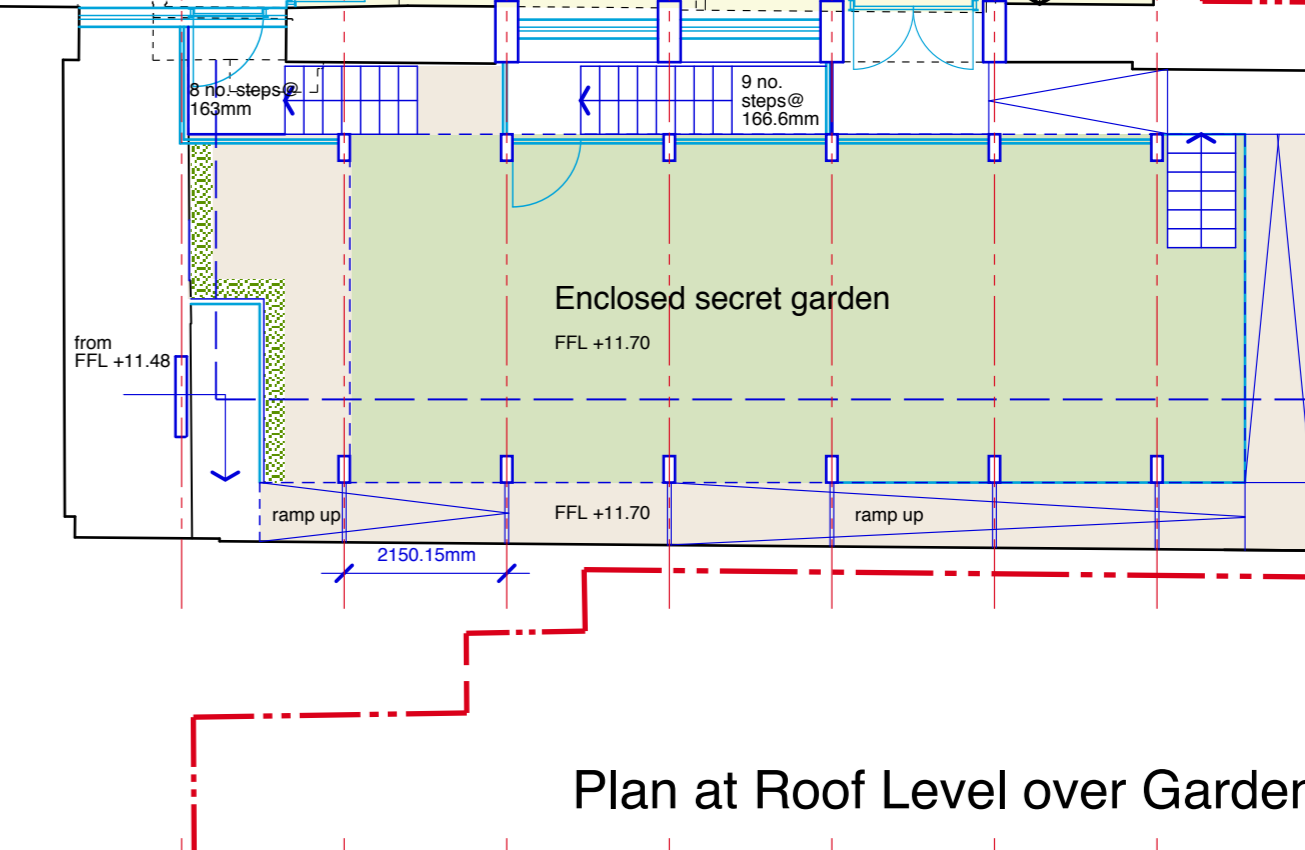 8 no. steps@
163mm
9 no.
steps@
166.6mm
Enclosed secret garden
FFL +11.70
from
FFL +11.48
ramp up
FFL +11.70
ramp up
2150.15mm
Plan at Roof Level over Garden